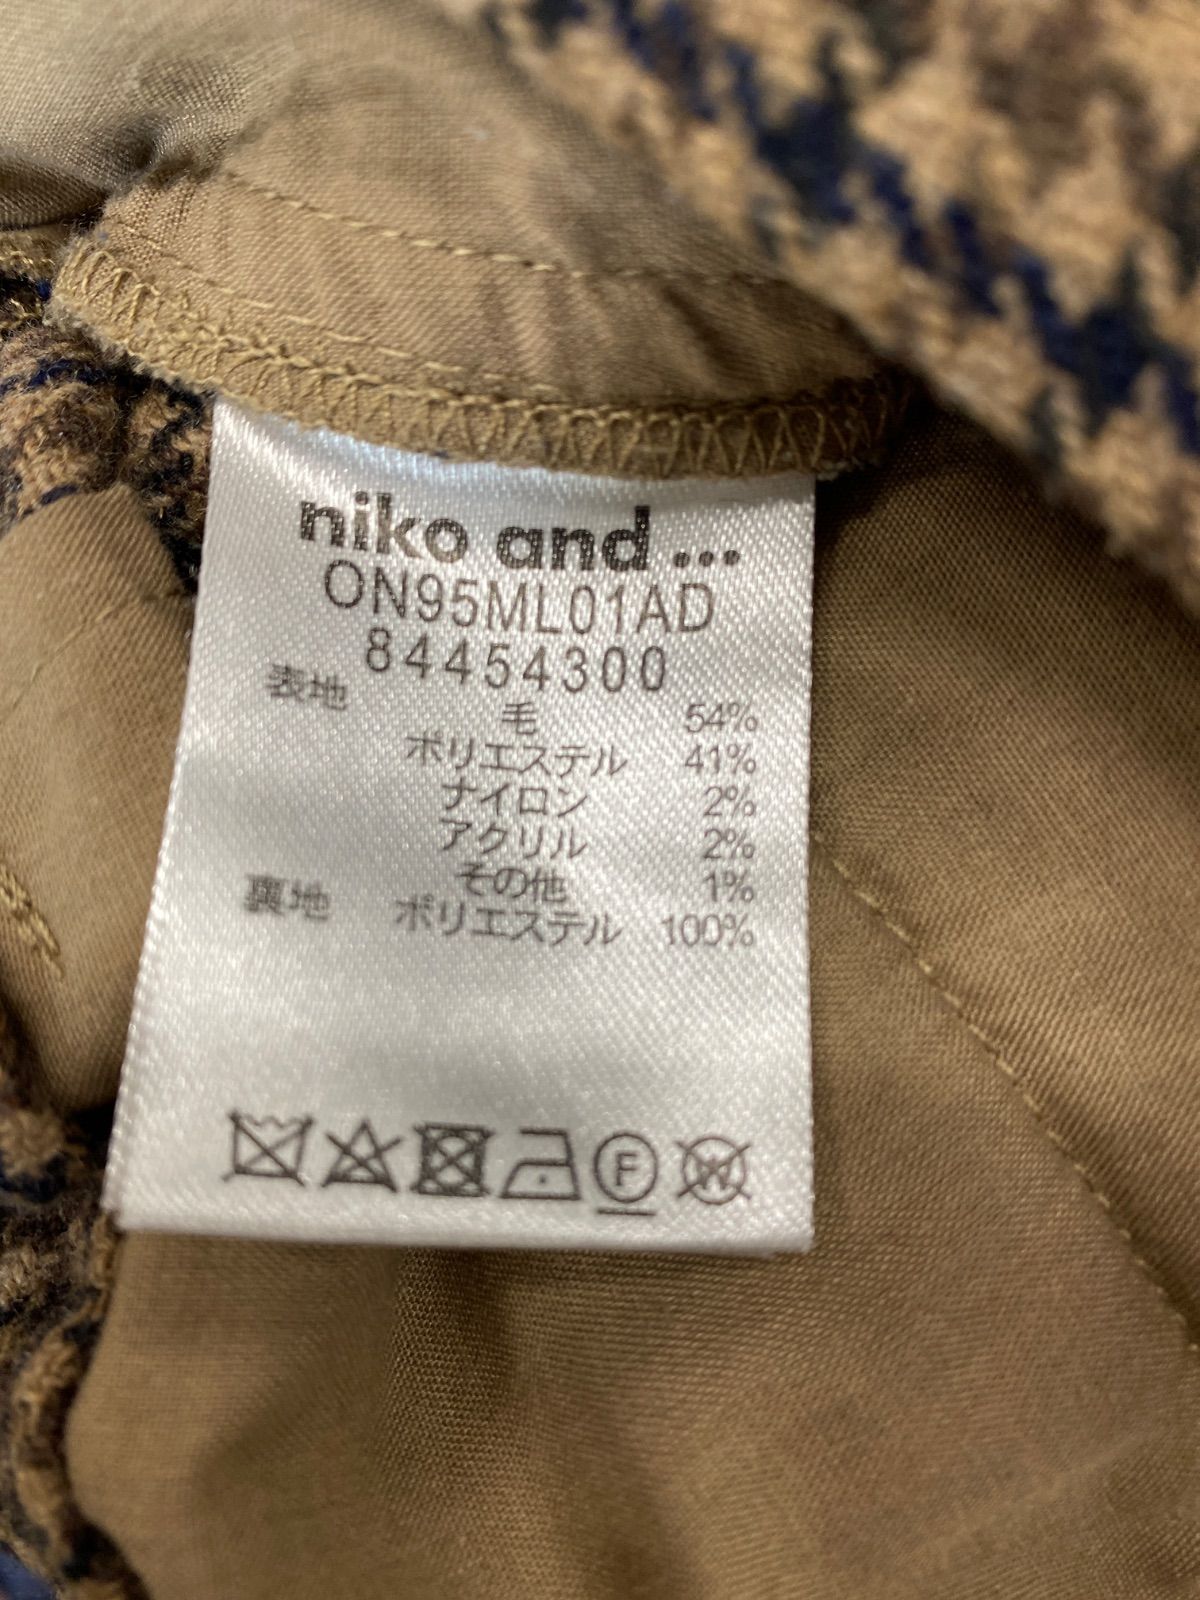 niko and ...
ON95ML01AD
84454300
表地
毛 54%
ポリエステル 41%
ナイロン 2%
アクリル 2%
その他 1%
裏地 ポリエステル 100%
F W